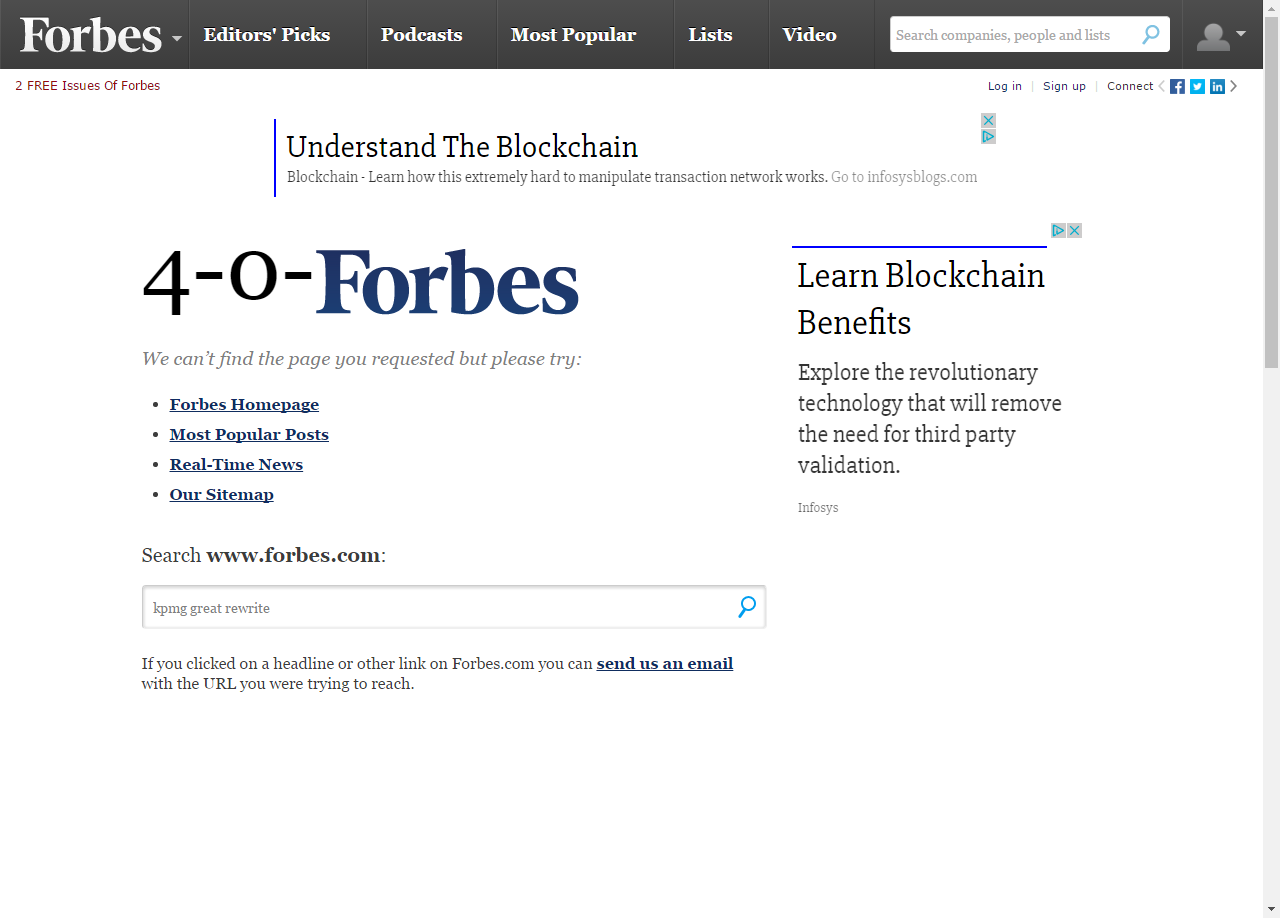 Forbes Editors' Picks Podcasts Most Popular Lists Video Search companies, people and lists
2 FREE Issues Of Forbes Log in Sign up Connect
Understand The Blockchain
Blockchain - Learn how this extremely hard to manipulate transaction network works. Go to infosysblogs.com
4-0-Forbes
We can’t find the page you requested but please try:
Forbes Homepage
Most Popular Posts
Real-Time News
Our Sitemap
Search www.forbes.com:
kpmg great rewrite
If you clicked on a headline or other link on Forbes.com you can send us an email
with the URL you were trying to reach.
Learn Blockchain
Benefits
Explore the revolutionary
technology that will remove
the need for third party
validation.
Infosys